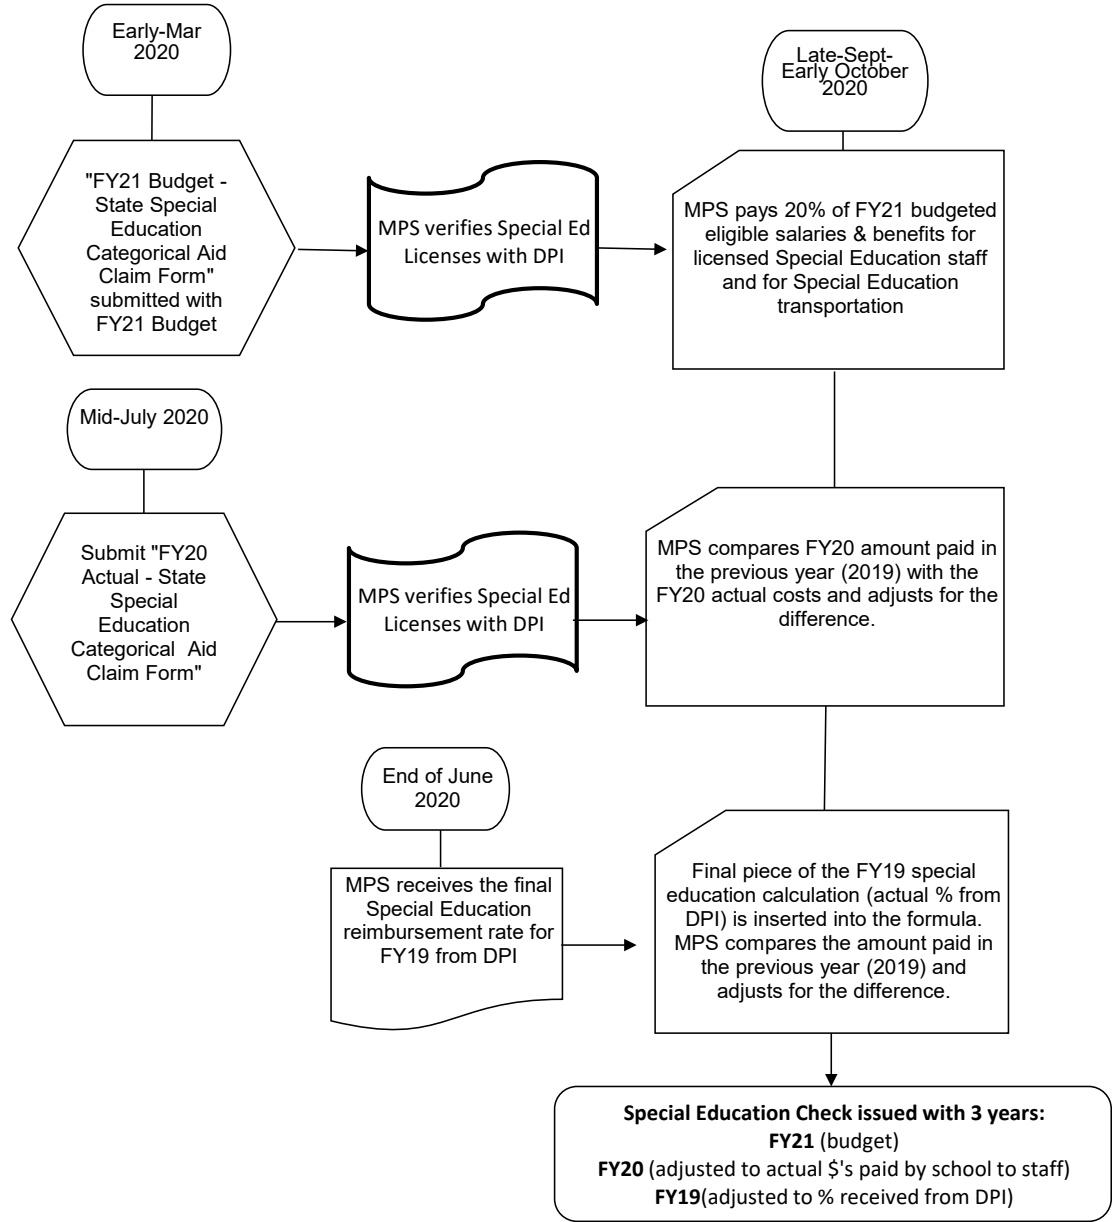 Early-Mar
2020
Late-Sept-
Early October
2020
"FY21 Budget -
State Special
Education
Categorical Aid
Claim Form"
submitted with
FY21 Budget
MPS verifies Special Ed
Licenses with DPI
MPS pays 20% of FY21 budgeted
eligible salaries & benefits for
licensed Special Education staff
and for Special Education
transportation
Mid-July 2020
Submit "FY20
Actual - State
Special
Education
Categorical  Aid
Claim Form"
MPS verifies Special Ed
Licenses with DPI
MPS compares FY20 amount paid in
the previous year (2019) with the
FY20 actual costs and adjusts for the
difference.
End of June
2020
MPS receives the final
Special Education
reimbursement rate for
FY19 from DPI
Final piece of the FY19 special
education calculation (actual % from
DPI) is inserted into the formula.
MPS compares the amount paid in
the previous year (2019) and
adjusts for the difference.
Special Education Check issued with 3 years:
FY21 (budget)
FY20 (adjusted to actual $'s paid by school to staff)
FY19(adjusted to % received from DPI)